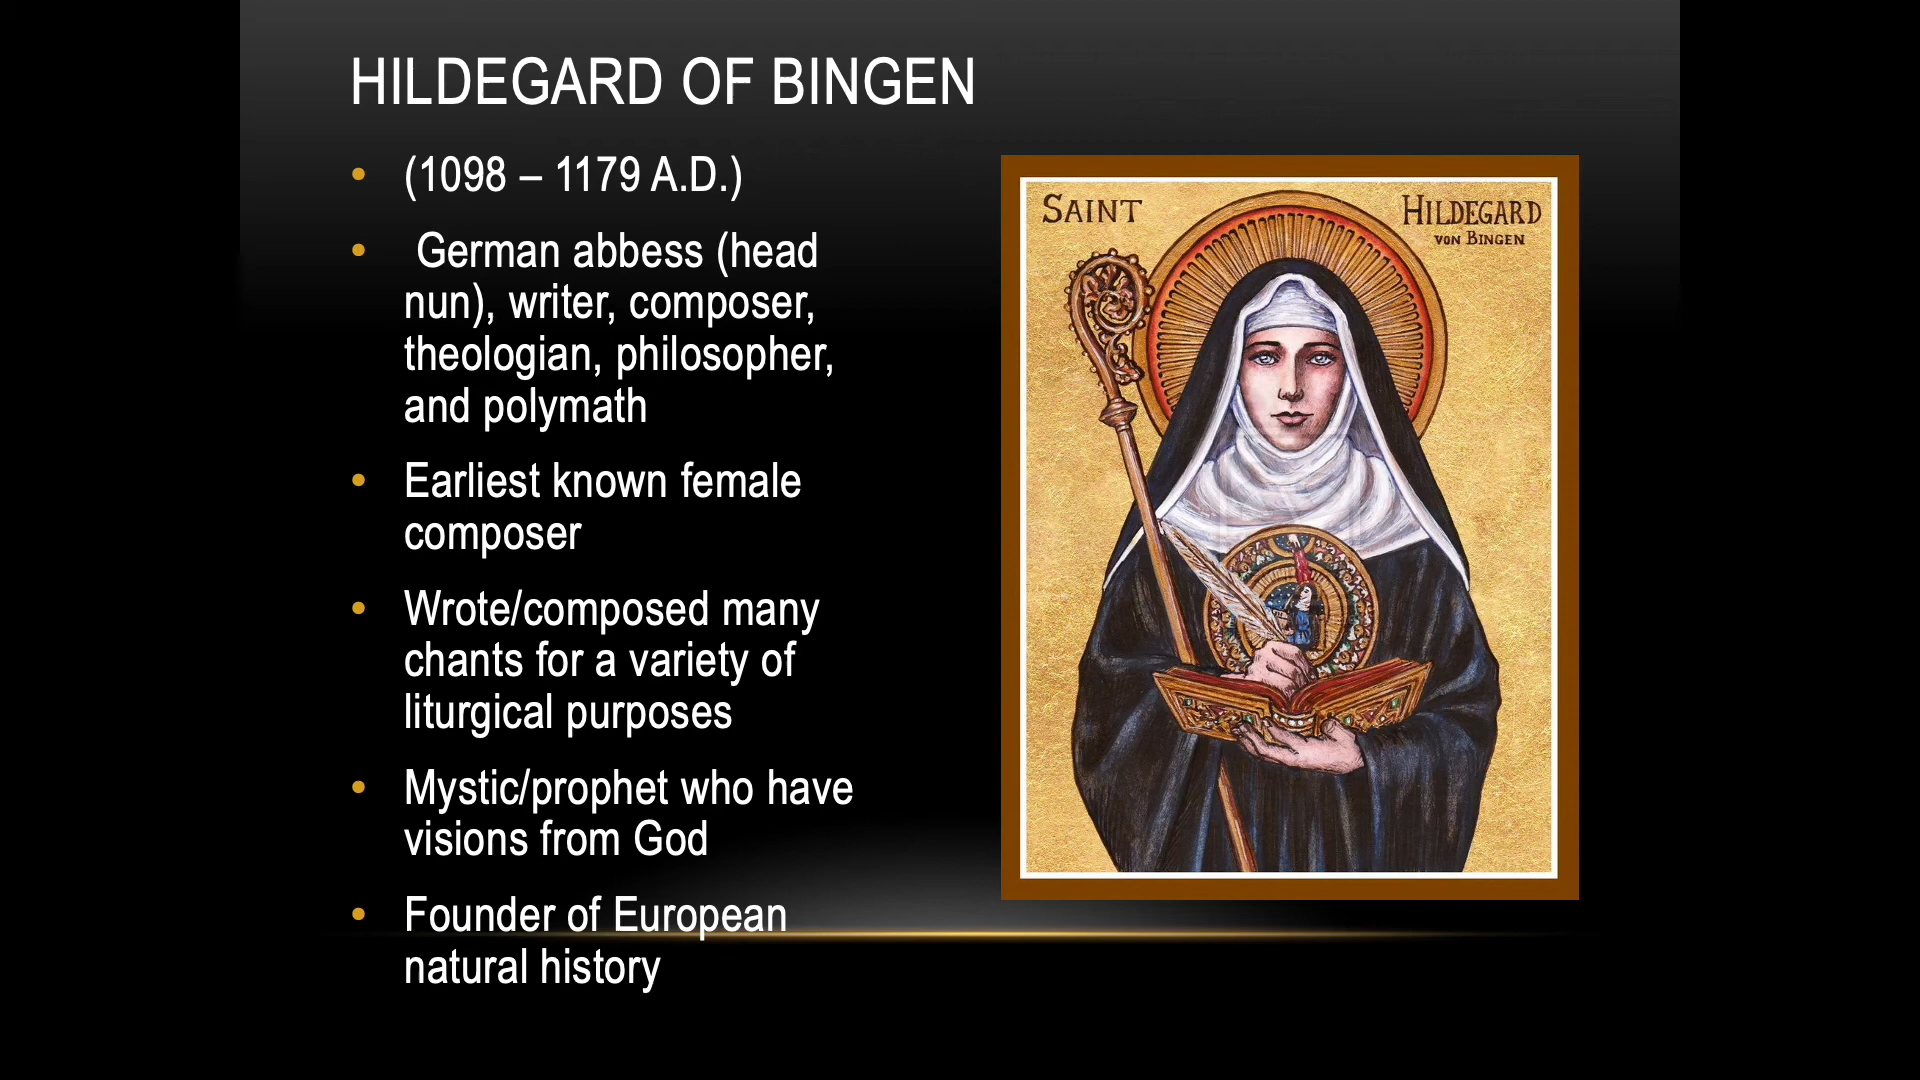 HILDEGARD OF BINGEN
• (1098 – 1179 A.D.)
• German abbess (head
nun), writer, composer,
theologian, philosopher,
and polymath
• Earliest known female
composer
• Wrote/composed many
chants for a variety of
liturgical purposes
• Mystic/prophet who have
visions from God
• Founder of European
natural history
SAINT HILDEGARD
VON BINGEN